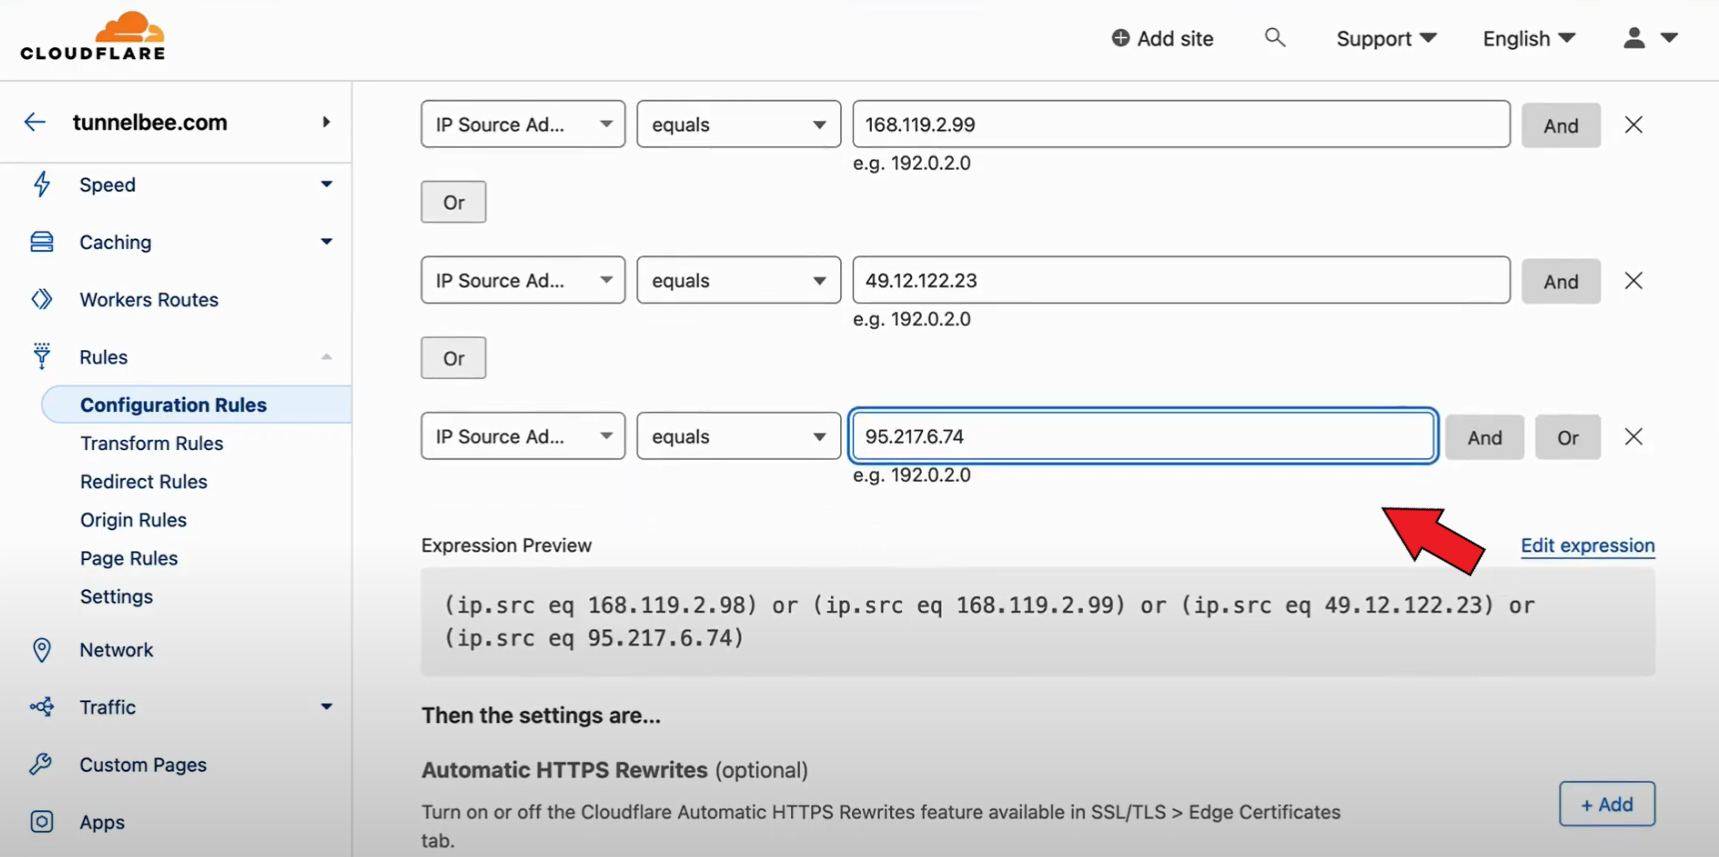 CLOUDFLARE
Add site
Support
English
tunnelbee.com
Speed
Caching
Workers Routes
Rules
Configuration Rules
Transform Rules
Redirect Rules
Origin Rules
Page Rules
Settings
Network
Traffic
Custom Pages
Apps
IP Source Ad... equals 168.119.2.99 And
e.g. 192.0.2.0
Or
IP Source Ad... equals 49.12.122.23 And
e.g. 192.0.2.0
Or
IP Source Ad... equals 95.217.6.74 And Or
e.g. 192.0.2.0
Expression Preview
Edit expression
(ip.src eq 168.119.2.98) or (ip.src eq 168.119.2.99) or (ip.src eq 49.12.122.23) or
(ip.src eq 95.217.6.74)
Then the settings are...
Automatic HTTPS Rewrites (optional)
Turn on or off the Cloudflare Automatic HTTPS Rewrites feature available in SSL/TLS > Edge Certificates
tab.
+ Add